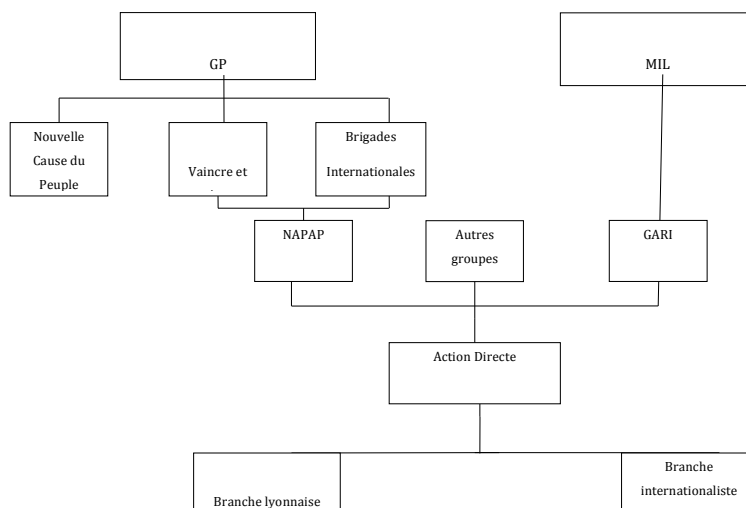 GP
MIL
Nouvelle
Cause du
Peuple
Vaincre et
Brigades
Internationales
NAPAP
Autres
groupes
GARI
Action Directe
Branche lyonnaise
Branche
internationaliste